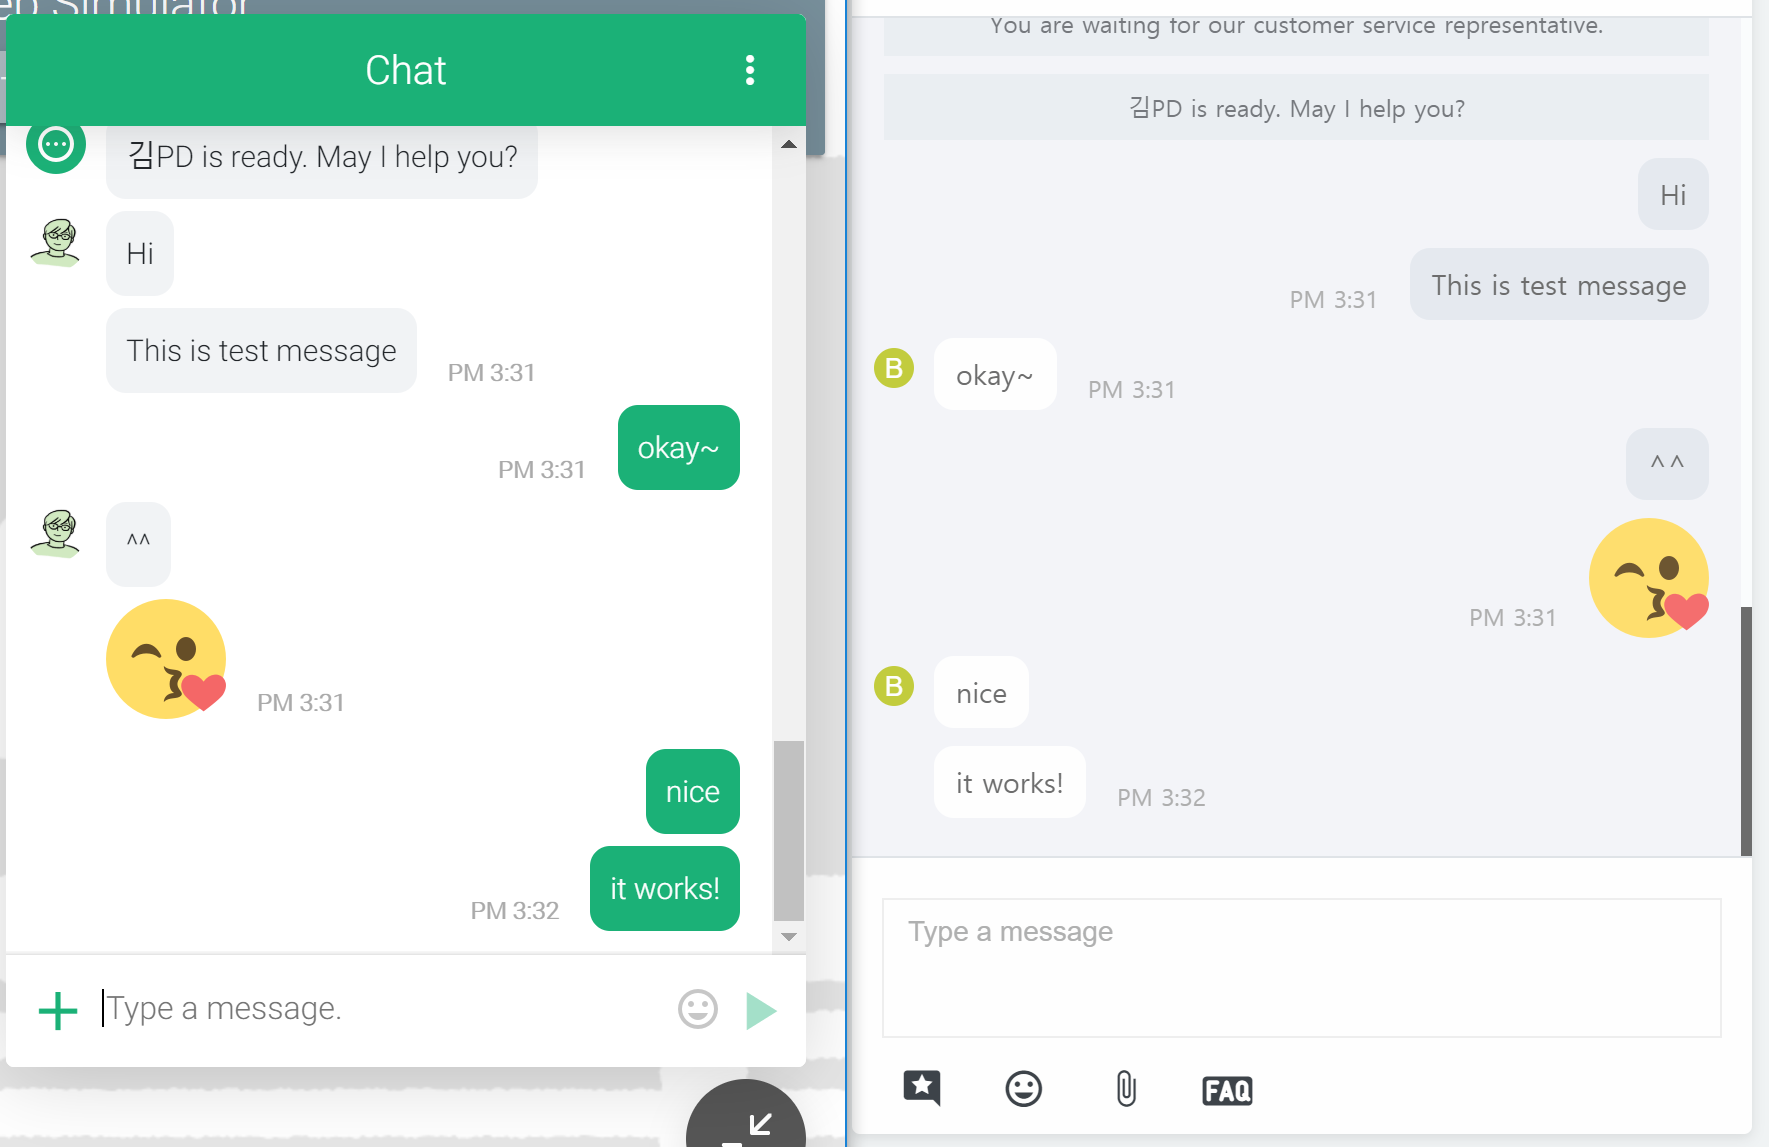 Chat
김PD is ready. May I help you?
Hi
This is test message
PM 3:31
okay~
PM 3:31
^^
PM 3:31
nice
it works!
PM 3:32
Type a message.
You are waiting for our customer service representative.
김PD is ready. May I help you?
Hi
This is test message
PM 3:31
B
okay~
PM 3:31
^^
PM 3:31
B
nice
it works!
PM 3:32
Type a message
FAQ